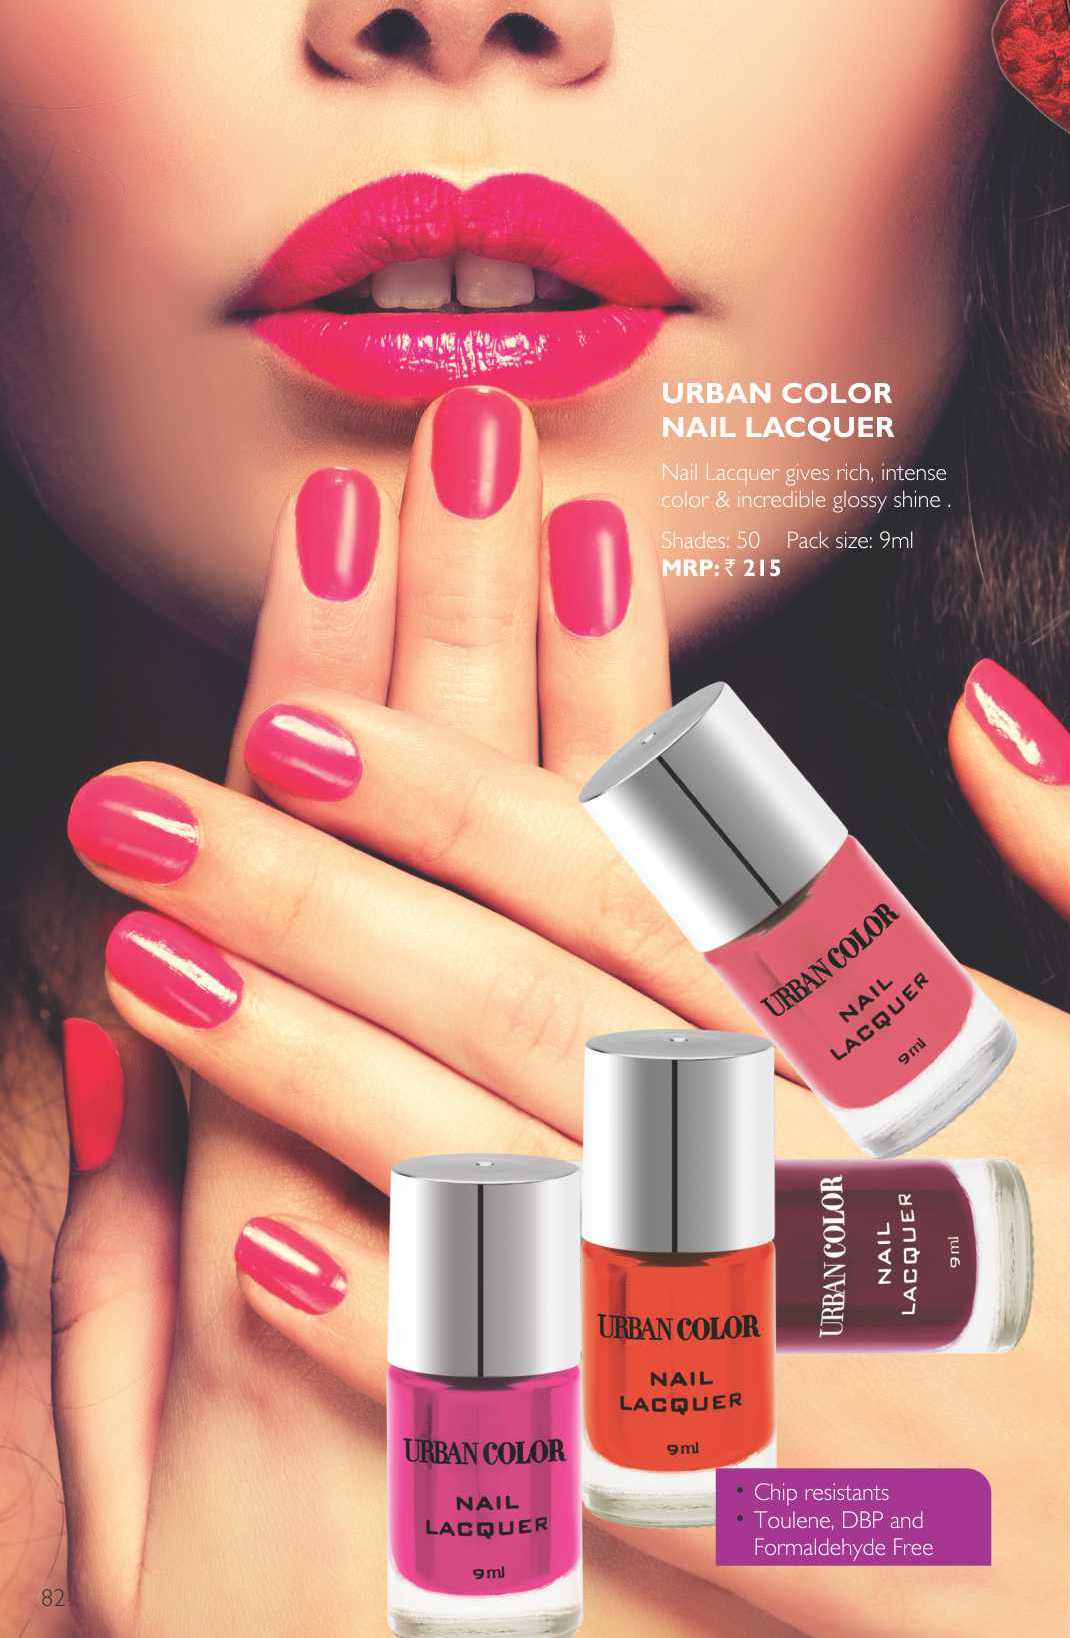 URBAN COLOR
NAIL LACQUER
Nail Lacquer gives rich, intense
color & incredible glossy shine .
Shades: 50 Pack size: 9ml
MRP: ₹ 215
URBAN COLOR
NAIL
LACQUER
9ml
URBAN COLOR
NAIL
LACQUER
9ml
URBAN COLOR
NAIL
LACQUER
9ml
URBAN COLOR
NAIL
LACQUER
9ml
• Chip resistants
• Toulene, DBP and
Formaldehyde Free
82